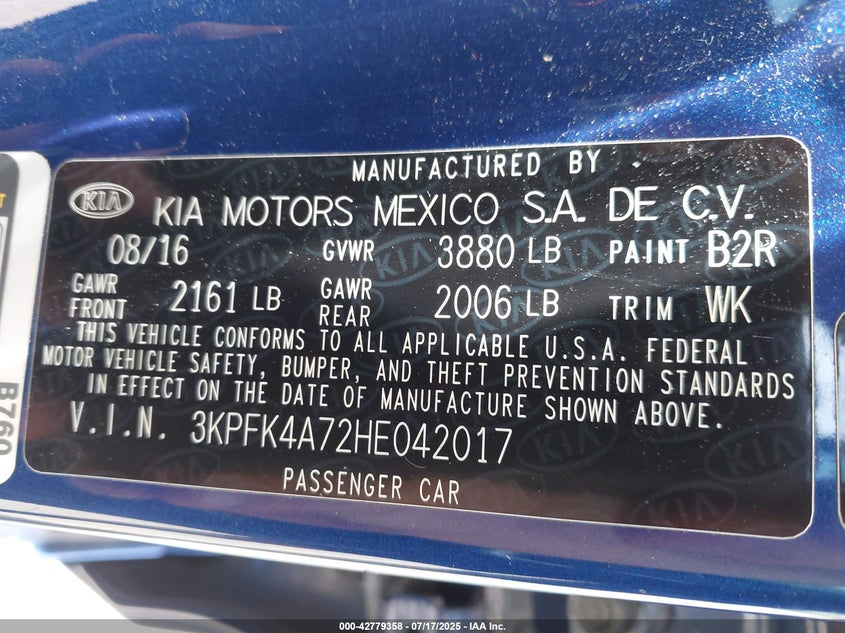 MANUFACTURED BY
KIA KIA MOTORS MEXICO S.A. DE C.V.
08/16 GVWR 3880 LB PAINT B2R
GAWR FRONT 2161 LB GAWR REAR 2006 LB TRIM WK
THIS VEHICLE CONFORMS TO ALL APPLICABLE U.S.A. FEDERAL
MOTOR VEHICLE SAFETY, BUMPER, AND THEFT PREVENTION STANDARDS
IN EFFECT ON THE DATE OF MANUFACTURE SHOWN ABOVE.
V.I.N. 3KPFK4A72HE042017
PASSENGER CAR
B760
000-42779358 - 07/17/2025 - IAA Inc.